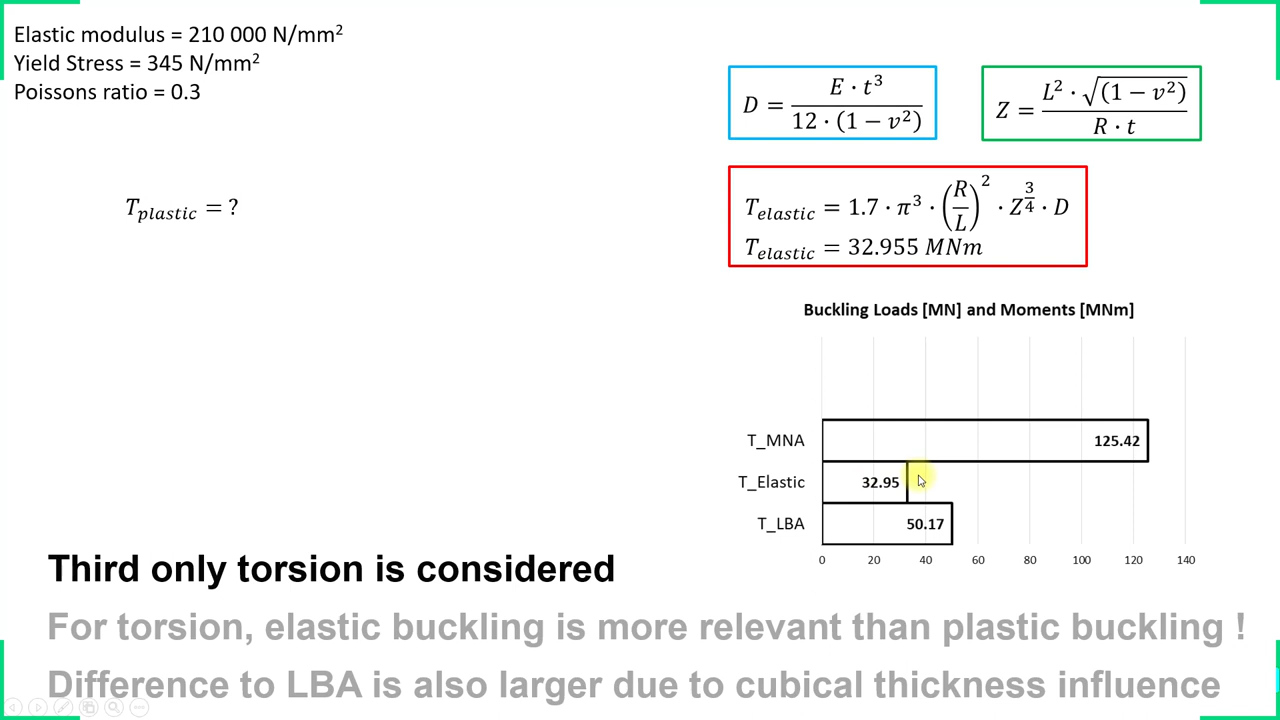 Elastic modulus = 210 000 N/mm²
Yield Stress = 345 N/mm²
Poissons ratio = 0.3
D = E · t³ / 12 · (1 − v²)
Z = L² · √(1 − v²) / R · t
T_plastic = ?
T_elastic = 1.7 · π³ · (R/L)² · Z^(3/4) · D
T_elastic = 32.955 MNm
Buckling Loads [MN] and Moments [MNm]
T_MNA 125.42
T_Elastic 32.95
T_LBA 50.17
0 20 40 60 80 100 120 140
Third only torsion is considered
For torsion, elastic buckling is more relevant than plastic buckling !
Difference to LBA is also larger due to cubical thickness influence